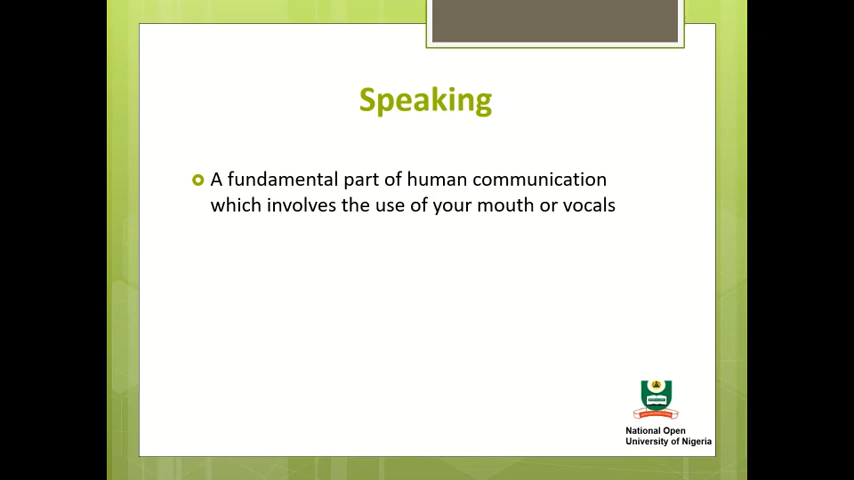 Speaking
A fundamental part of human communication
which involves the use of your mouth or vocals
National Open
University of Nigeria